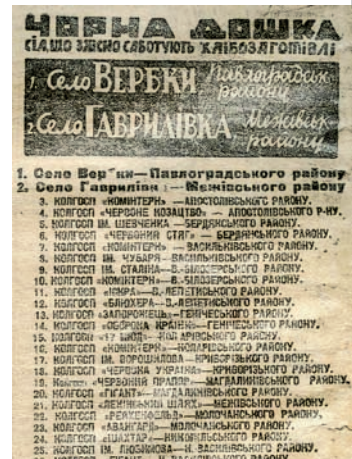 ЧОРНА ДОШКА
СІЛ, ЩО ЗЛІСНО САБОТУЮТЬ ХЛІБОЗАГОТІВЛІ
1. Село ВЕРБКИ Павлоградськ. району
2. Село ГАВРИЛІВКА Межівськ. району
1. Село Вербки—Павлоградського району
2. Село Гаврилівка—Межівського району
3. КОЛГОСП «КОМІНТЕРН» —АПОСТОЛІВСЬКОГО РАЙОНУ.
4. КОЛГОСП «ЧЕРВОНЕ КОЗАЦТВО» — АПОСТОЛІВСЬКОГО Р-НУ.
5. КОЛГОСП ІМ. ШЕВЧЕНКА—БЕРДЯНСЬКОГО РАЙОНУ.
6. КОЛГОСП «ЧЕРВОНИЙ СТЯГ» — БЕРДЯНСЬКОГО РАЙОНУ.
7. КОЛГОСП «КОМІНТЕРН» — ВАСИЛЬКІВСЬКОГО РАЙОНУ.
8. КОЛГОСП ІМ. ЧУБАРЯ—ВАСИЛЬКІВСЬКОГО РАЙОНУ.
9. КОЛГОСП ІМ. СТАЛІНА—В.-БІЛОЗЕРСЬКОГО РАЙОНУ.
10. КОЛГОСП «КОМІНТЕРН»—В.-БІЛОЗЕРСЬКОГО РАЙОНУ.
11. КОЛГОСП «ІСКРА»—В.-ЛЕПЕТИСЬКОГО РАЙОНУ.
12. КОЛГОСП «БЛЮХЕРА»—В.-ЛЕПЕТИСЬКОГО РАЙОНУ.
13. КОЛГОСП «ЗАПОРОЖЕЦЬ»—ГЕНІЧЕСЬКОГО РАЙОНУ.
14. КОЛГОСП «ОБОРОНА КРАЇНИ»—ГЕНІЧЕСЬКОГО РАЙОНУ.
15. КОЛГОСП «17 РАЙОНУ.
16. КОЛГОСП «КОМІНТЕРН» РАЙОНУ.
17. КОЛГОСП ІМ. ВОРОШИЛОВА—КРИВОРІЗЬКОГО РАЙОНУ.
18. КОЛГОСП «ЧЕРВОНА УКРАЇНА»—КРИВОРІЗЬКОГО РАЙОНУ.
19. Колгосп «ЧЕРВОНИЙ ПРАПОР»—МАГДАЛИНІВСЬКОГО РАЙОНУ.
20. КОЛГОСП «ГІГАНТ»—МАГДАЛИНІВСЬКОГО РАЙОНУ.
21. КОЛГОСП «ЛЕНІНСЬКИЙ ШЛЯХ»—МЕЖІВСЬКОГО РАЙОНУ.
22. КОЛГОСП «РЕЙХЕНФЕЛЬД»—МОЛОЧАНСЬКОГО РАЙОНУ.
23. КОЛГОСП «АВАНГАРД»—МОЛОЧАНСЬКОГО РАЙОНУ.
24. КОЛГОСП «ШАХТАР»—НИКОПІЛЬСЬКОГО РАЙОНУ.
25. КОЛГОСП ІМ. РАЙОНУ.